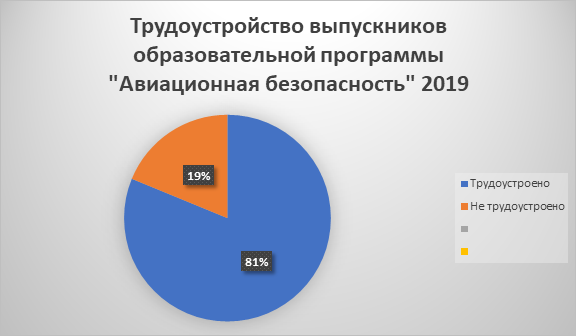 Трудоустройство выпускников
образовательной программы
"Авиационная безопасность" 2019
19%
81%
Трудоустроено
Не трудоустроено